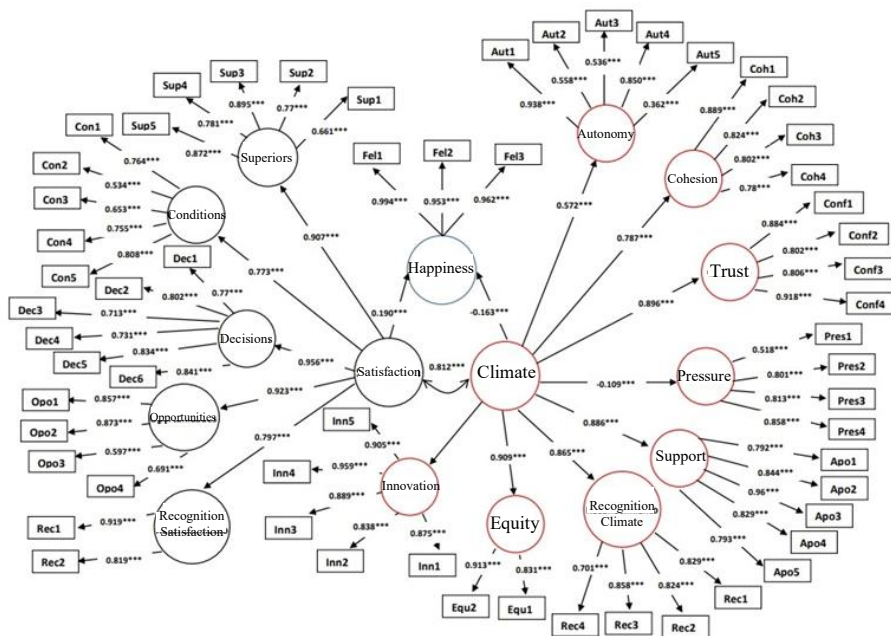 Aut3
Aut2
Aut4
Aut1
Aut5
0.536***
0.558***
0.850***
0.938***
0.362***
Autonomy
Coh1
Coh2
Coh3
Coh4
0.889***
0.824***
0.802***
0.78***
Cohesion
Sup3
Sup2
Sup4
Sup1
Sup5
0.895***
0.77***
0.781***
0.661***
0.872***
Superiors
Con1
Con2
Con3
Con4
Con5
0.764***
0.534***
0.653***
0.755***
0.808***
Conditions
Fel1
Fel2
Fel3
0.994***
0.953***
0.962***
Happiness
Conf1
Conf2
Conf3
Conf4
0.884***
0.802***
0.806***
0.918***
Trust
0.572***
0.787***
0.896***
0.907***
0.773***
0.190***
-0.163***
Dec1
Dec2
Dec3
Dec4
Dec5
Dec6
0.77***
0.802***
0.713***
0.731***
0.834***
0.841***
Decisions
0.956***
Satisfaction
0.812***
Climate
-0.109***
Pressure
Pres1
Pres2
Pres3
Pres4
0.518***
0.801***
0.813***
0.858***
0.923***
Opo1
Opo2
Opo3
Opo4
0.857***
0.873***
0.597***
0.691***
Opportunities
0.797***
0.886***
Support
Apo1
Apo2
Apo3
Apo4
Apo5
0.792***
0.844***
0.96***
0.829***
0.793***
Inn5
Inn4
Inn3
Inn2
Inn1
0.905***
0.959***
0.889***
0.838***
0.875***
Innovation
0.909***
0.865***
Equity
0.913***
0.831***
Equ2
Equ1
Recognition
Climate
0.701***
0.858***
0.824***
0.829***
Rec4
Rec3
Rec2
Rec1
Recognition
Satisfaction
Rec1
0.919***
Rec2
0.819***